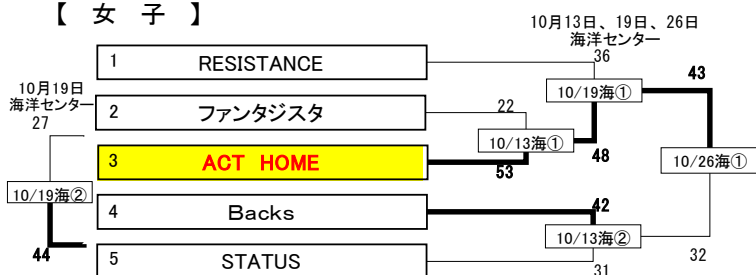 【 女 子 】
10月13日、19日、26日
海洋センター
36
1 RESISTANCE
43
10月19日
海洋センター
27
10/19海①
2 ファンタジスタ
22
10/13海①
48
3 ACT HOME
53
10/26海①
10/19海②
4 Backs
42
10/13海②
44
5 STATUS
31
32